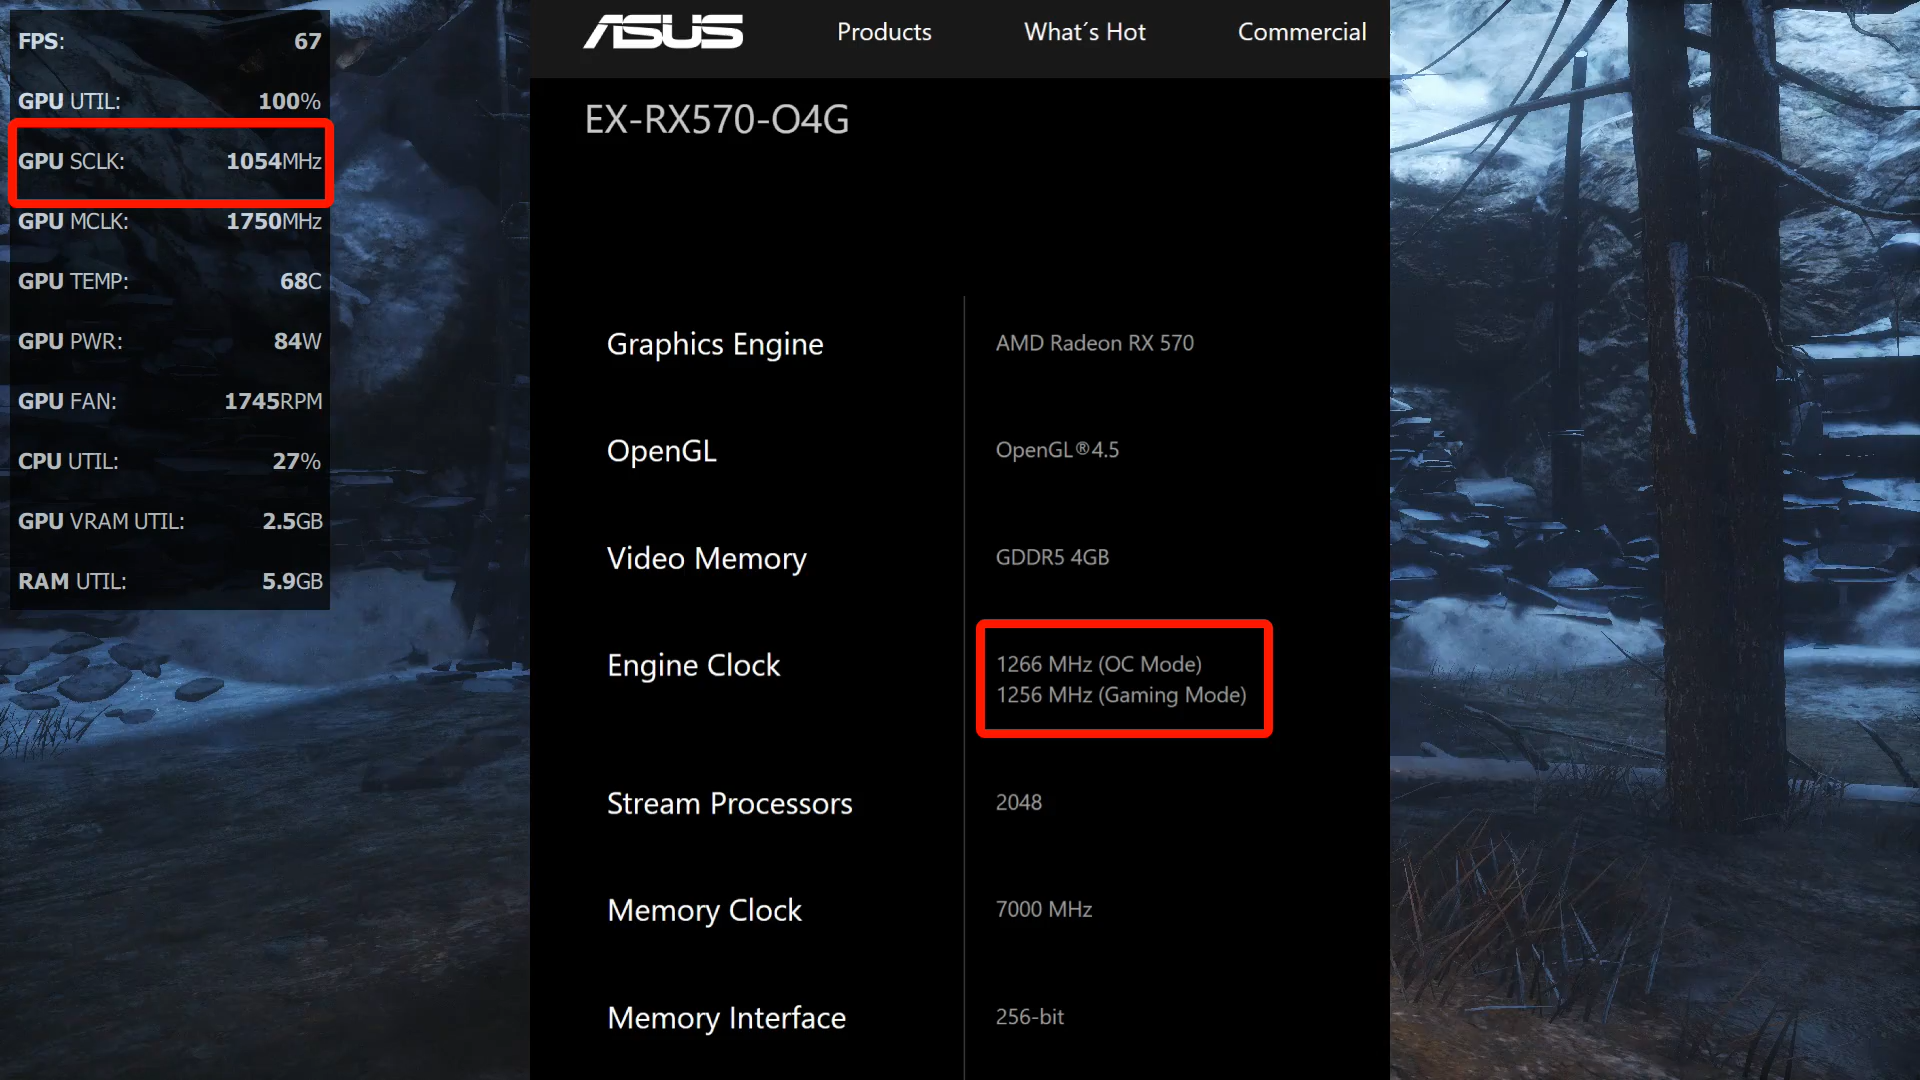 FPS: 67
GPU UTIL: 100%
GPU SCLK: 1054MHz
GPU MCLK: 1750MHz
GPU TEMP: 68C
GPU PWR: 84W
GPU FAN: 1745RPM
CPU UTIL: 27%
GPU VRAM UTIL: 2.5GB
RAM UTIL: 5.9GB
ASUS Products What´s Hot Commercial
EX-RX570-O4G
Graphics Engine AMD Radeon RX 570
OpenGL OpenGL®4.5
Video Memory GDDR5 4GB
Engine Clock 1266 MHz (OC Mode)
1256 MHz (Gaming Mode)
Stream Processors 2048
Memory Clock 7000 MHz
Memory Interface 256-bit